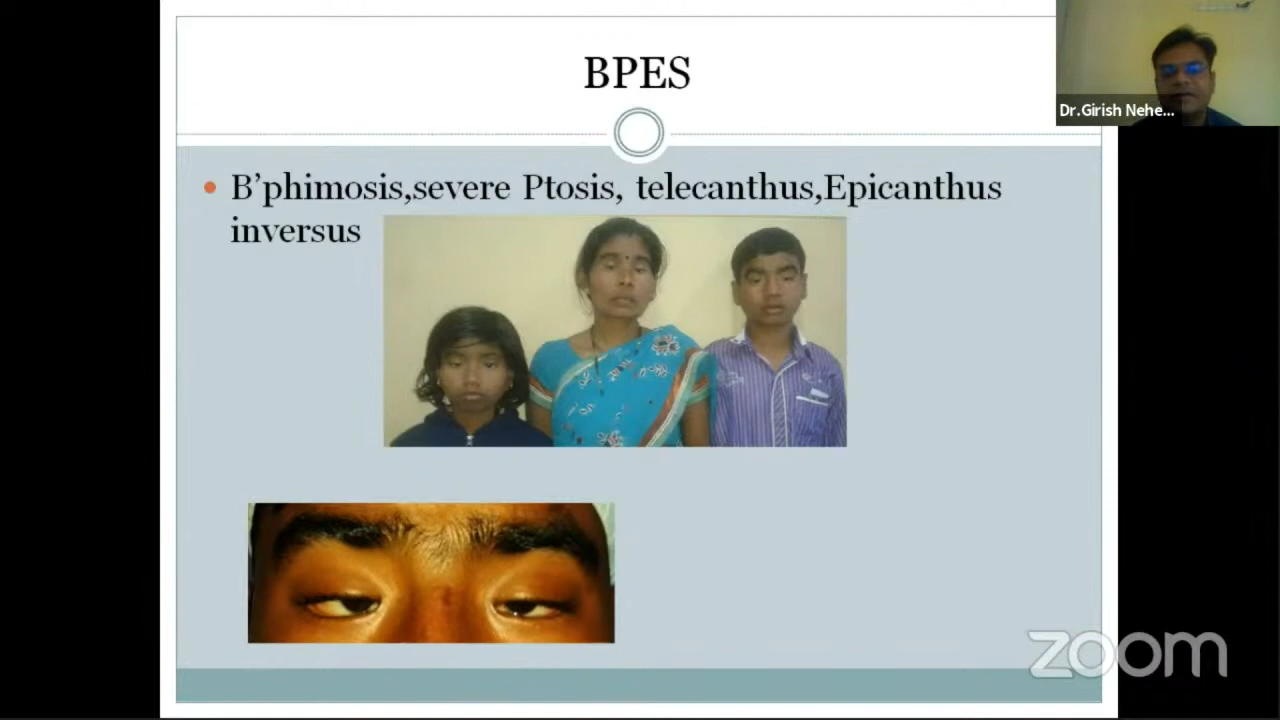 BPES
Dr.Girish Nehe...
B’phimosis,severe Ptosis, telecanthus,Epicanthus
inversus
zoom